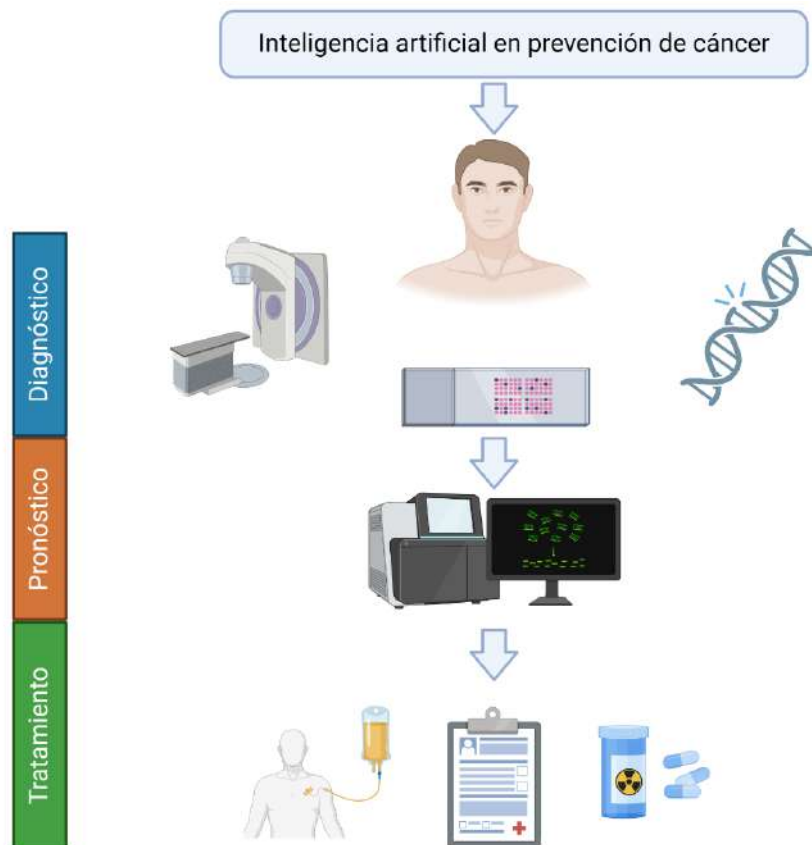 Inteligencia artificial en prevención de cáncer
Diagnóstico
Pronóstico
Tratamiento